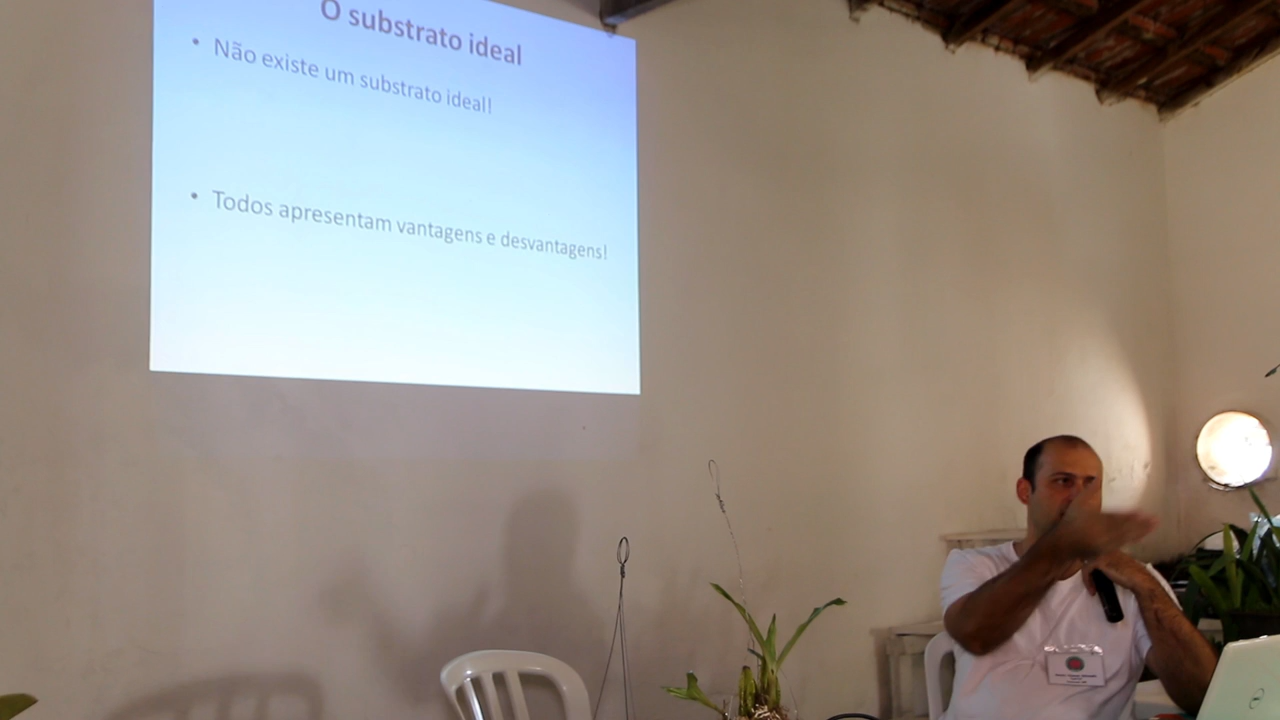 O substrato ideal
• Não existe um substrato ideal!
• Todos apresentam vantagens e desvantagens!